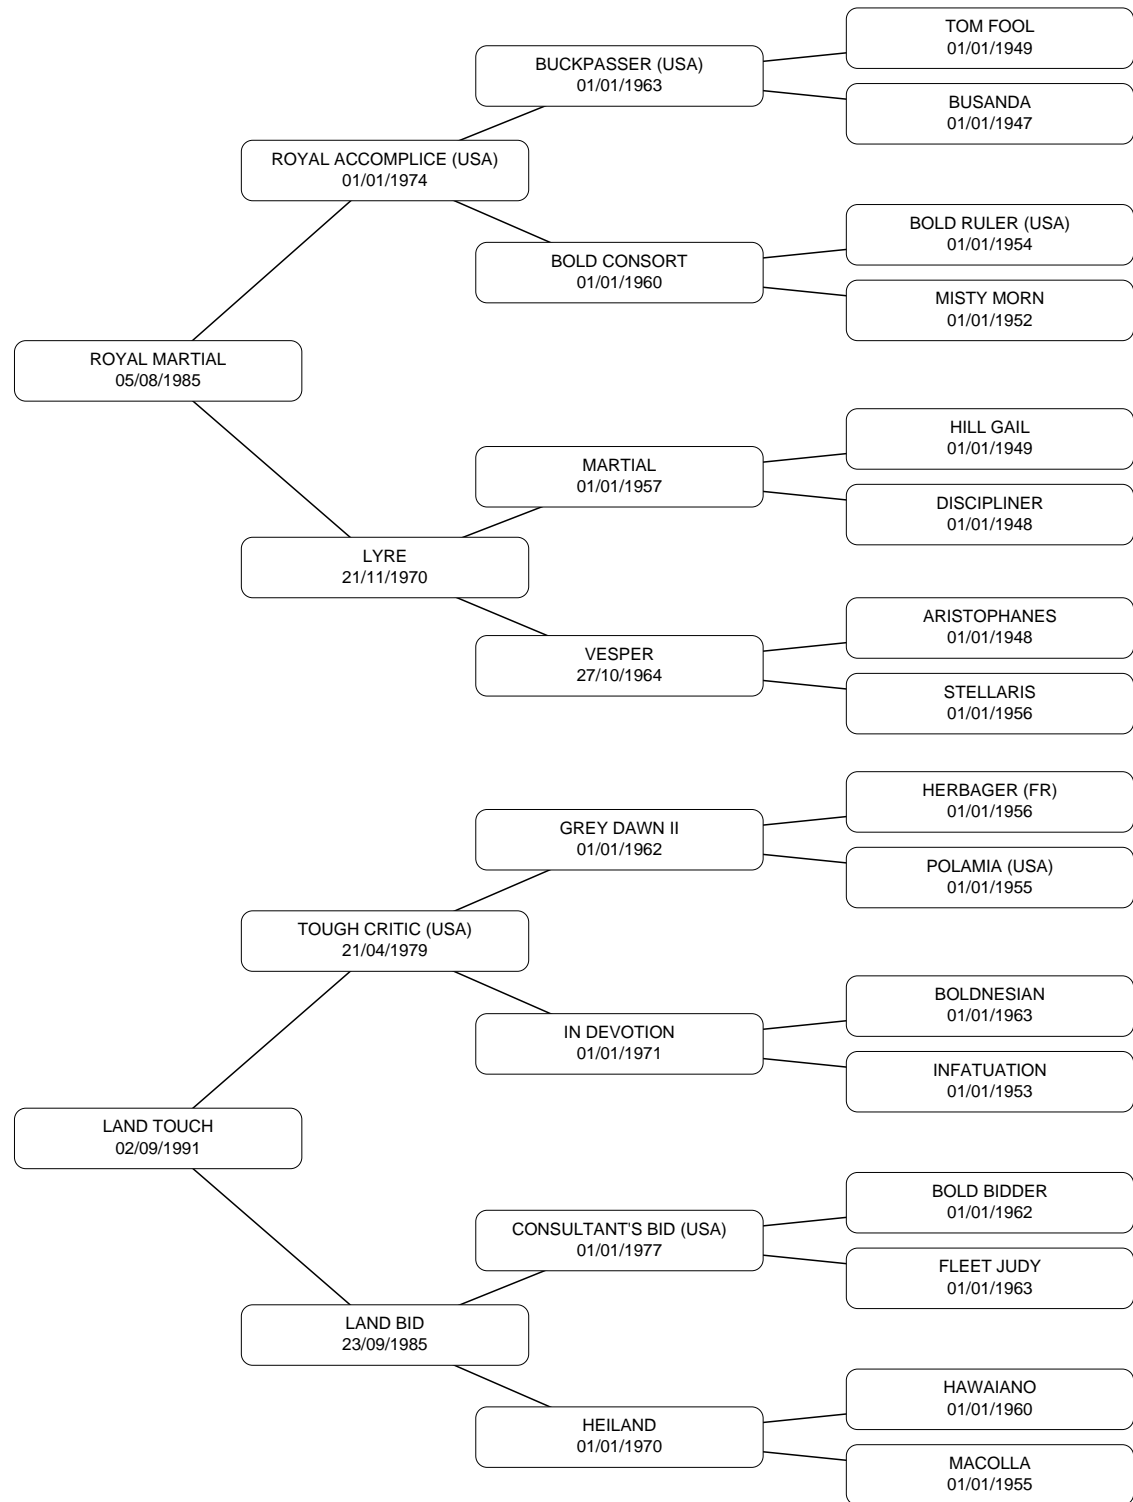 TOM FOOL
01/01/1949
BUCKPASSER (USA)
01/01/1963
BUSANDA
01/01/1947
ROYAL ACCOMPLICE (USA)
01/01/1974
BOLD RULER (USA)
01/01/1954
BOLD CONSORT
01/01/1960
MISTY MORN
01/01/1952
ROYAL MARTIAL
05/08/1985
HILL GAIL
01/01/1949
MARTIAL
01/01/1957
DISCIPLINER
01/01/1948
LYRE
21/11/1970
ARISTOPHANES
01/01/1948
VESPER
27/10/1964
STELLARIS
01/01/1956
HERBAGER (FR)
01/01/1956
GREY DAWN II
01/01/1962
POLAMIA (USA)
01/01/1955
TOUGH CRITIC (USA)
21/04/1979
BOLDNESIAN
01/01/1963
IN DEVOTION
01/01/1971
INFATUATION
01/01/1953
LAND TOUCH
02/09/1991
BOLD BIDDER
01/01/1962
CONSULTANT'S BID (USA)
01/01/1977
FLEET JUDY
01/01/1963
LAND BID
23/09/1985
HAWAIANO
01/01/1960
HEILAND
01/01/1970
MACOLLA
01/01/1955